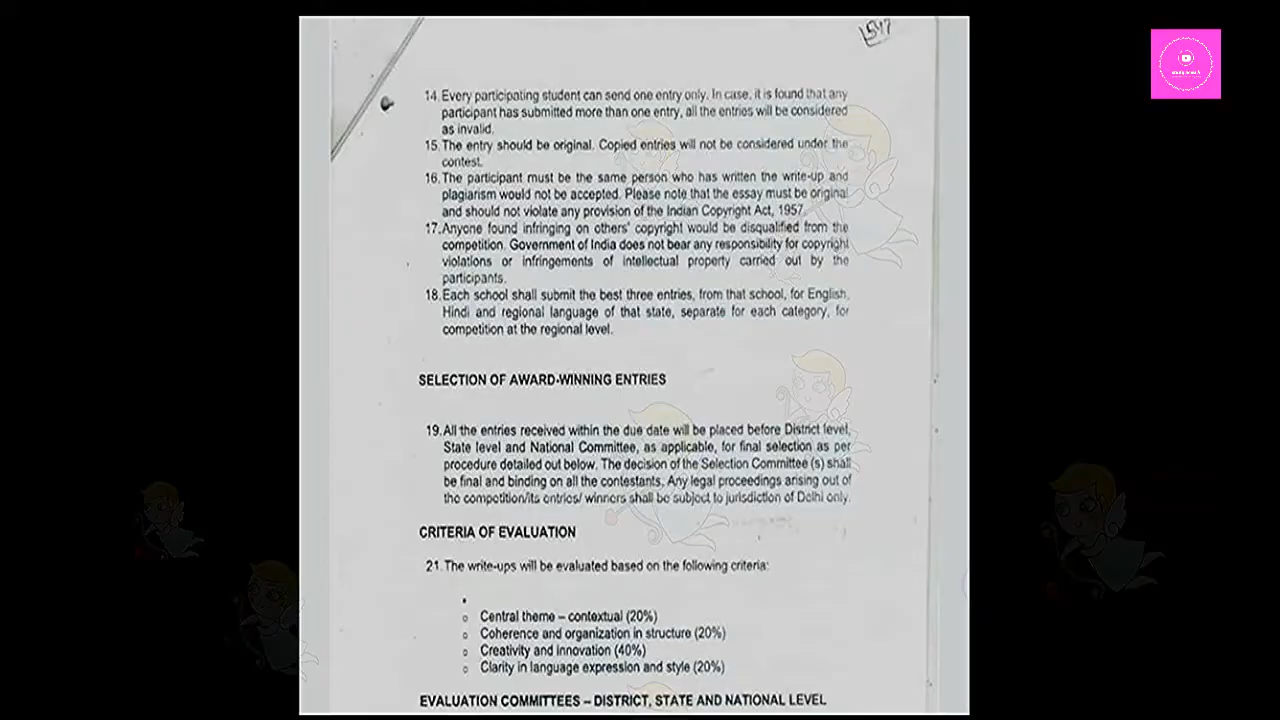 1547
14. Every participating student can send one entry only. In case, it is found that any
participant has submitted more than one entry, all the entries will be considered
as invalid.
15. The entry should be original. Copied entries will not be considered under the
contest.
16. The participant must be the same person who has written the write-up and
plagiarism would not be accepted. Please note that the essay must be original
and should not violate any provision of the Indian Copyright Act, 1957.
17. Anyone found infringing on others' copyright would be disqualified from the
competition. Government of India does not bear any responsibility for copyright
violations or infringements of intellectual property carried out by the
participants.
18. Each school shall submit the best three entries, from that school, for English,
Hindi and regional language of that state, separate for each category, for
competition at the regional level.
SELECTION OF AWARD-WINNING ENTRIES
19. All the entries received within the due date will be placed before District level,
State level and National Committee, as applicable, for final selection as per
procedure detailed out below. The decision of the Selection Committee (s) shall
be final and binding on all the contestants. Any legal proceedings arising out of
the competition/its entries/ winners shall be subject to jurisdiction of Delhi only.
CRITERIA OF EVALUATION
21. The write-ups will be evaluated based on the following criteria:
Central theme – contextual (20%)
Coherence and organization in structure (20%)
Creativity and innovation (40%)
Clarity in language expression and style (20%)
EVALUATION COMMITTEES – DISTRICT, STATE AND NATIONAL LEVEL